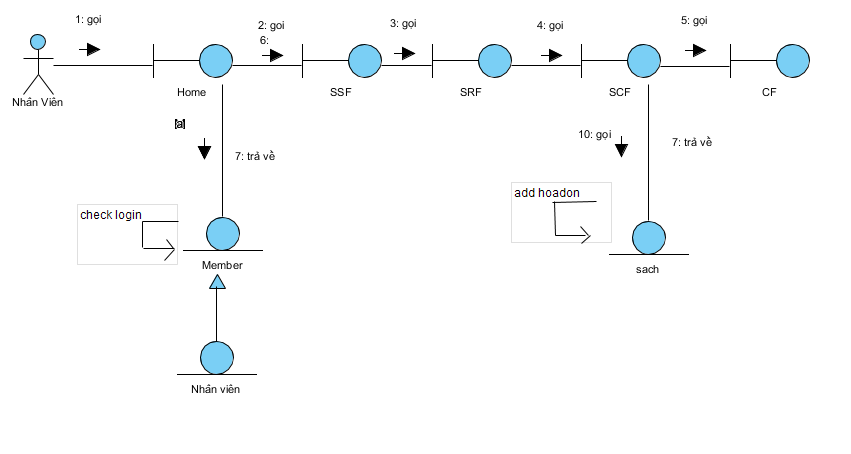 1: gọi
2: goi
6:
3: gọi
4: gọi
5: gọi
Nhân Viên
Home
SSF
SRF
SCF
CF
7: trả về
10: gọi
7: trả về
check login
add hoadon
Member
sach
Nhân viên